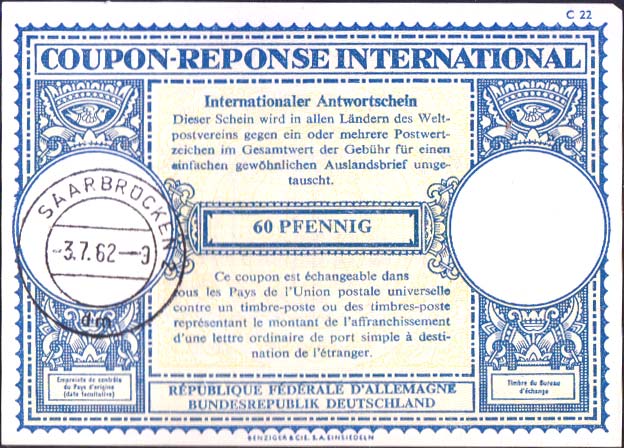 C 22
COUPON-REPONSE INTERNATIONAL
Internationaler Antwortschein
Dieser Schein wird in allen Ländern des Welt-
postvereins gegen ein oder mehrere Postwert-
zeichen im Gesamtwert der Gebühr für einen
einfachen gewöhnlichen Auslandsbrief umge-
tauscht.
SAARBRÜCKEN 2
-3.7.62--9
dm
60 PFENNIG
Ce coupon est échangeable dans
tous les Pays de l'Union postale universelle
contre un timbre-poste ou des timbres-poste
représentant le montant de l'affranchissement
d'une lettre ordinaire de port simple à desti-
nation de l'étranger.
Empreinte de contrôle
du Pays d'origine
(date facultative)
Timbre du Bureau
d'échange
RÉPUBLIQUE FÉDÉRALE D'ALLEMAGNE
BUNDESREPUBLIK DEUTSCHLAND
BENZIGER & CIE. S.A. EINSIEDELN